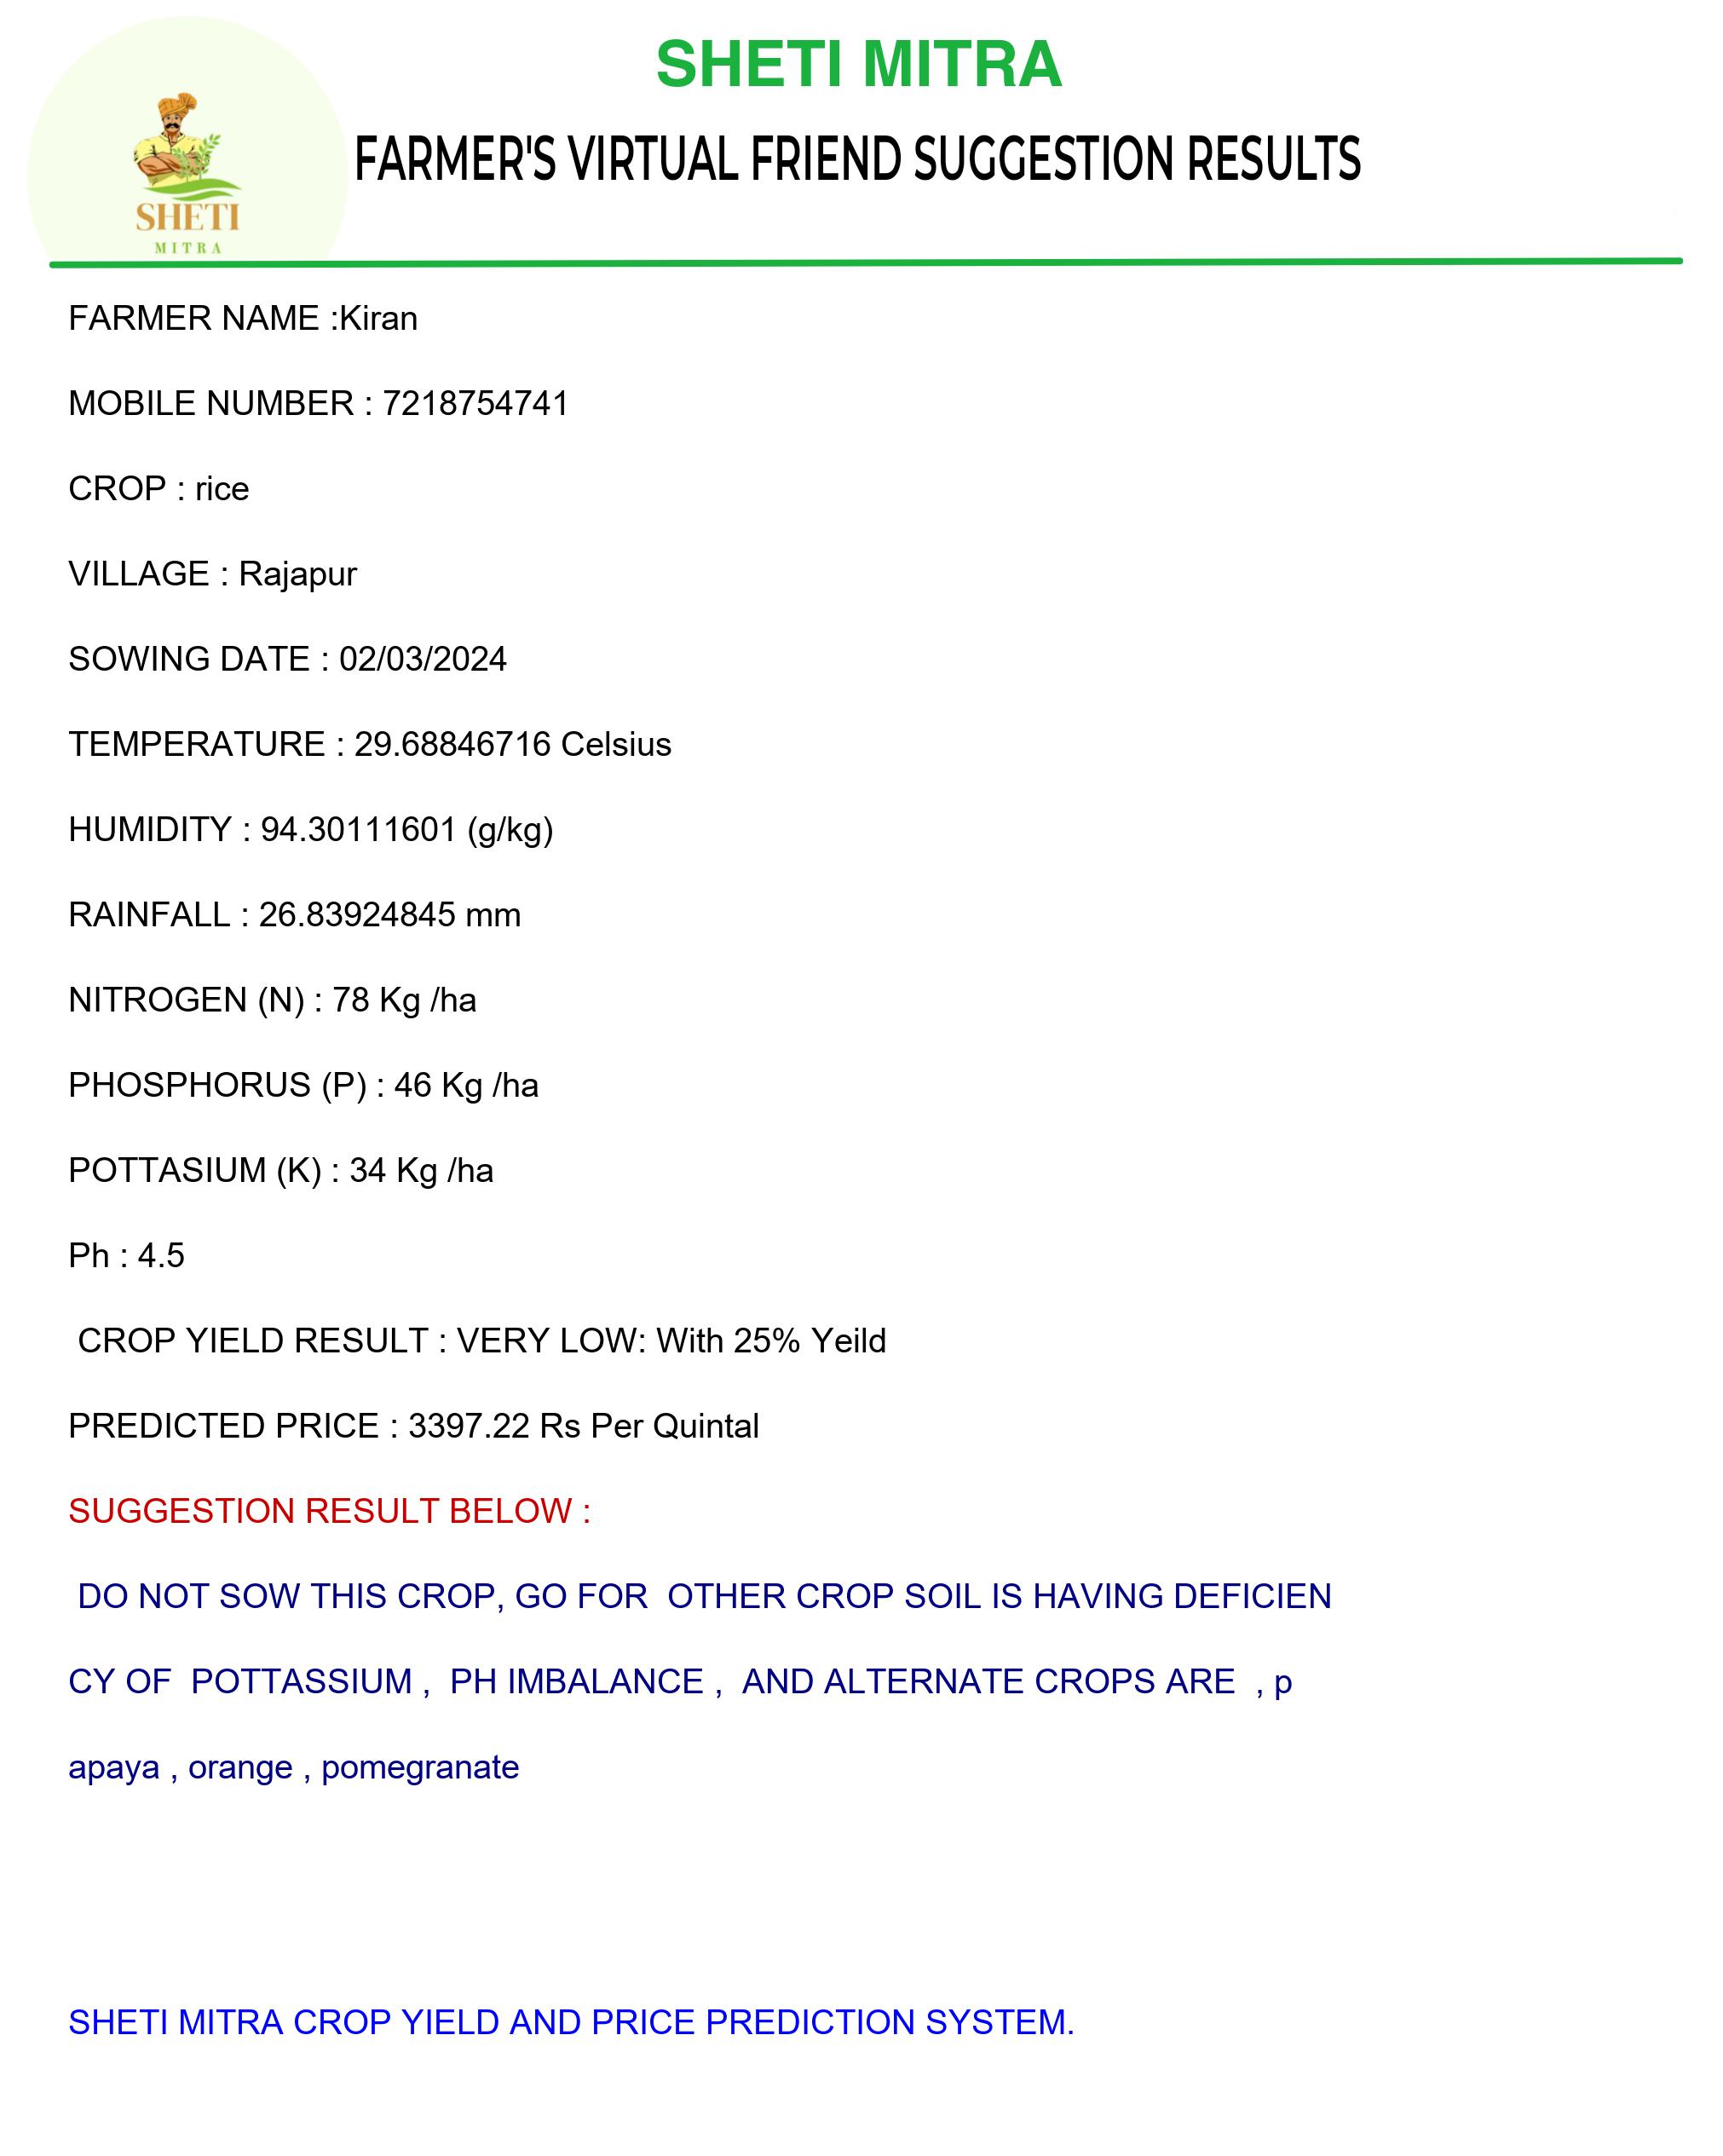 SHETI MITRA
FARMER'S VIRTUAL FRIEND SUGGESTION RESULTS
SHETI
MITRA
FARMER NAME :Kiran
MOBILE NUMBER : 7218754741
CROP : rice
VILLAGE : Rajapur
SOWING DATE : 02/03/2024
TEMPERATURE : 29.68846716 Celsius
HUMIDITY : 94.30111601 (g/kg)
RAINFALL : 26.83924845 mm
NITROGEN (N) : 78 Kg /ha
PHOSPHORUS (P) : 46 Kg /ha
POTTASIUM (K) : 34 Kg /ha
Ph : 4.5
CROP YIELD RESULT : VERY LOW: With 25% Yeild
PREDICTED PRICE : 3397.22 Rs Per Quintal
SUGGESTION RESULT BELOW :
DO NOT SOW THIS CROP, GO FOR  OTHER CROP SOIL IS HAVING DEFICIEN
CY OF  POTTASSIUM ,  PH IMBALANCE ,  AND ALTERNATE CROPS ARE  , p
apaya , orange , pomegranate
SHETI MITRA CROP YIELD AND PRICE PREDICTION SYSTEM.